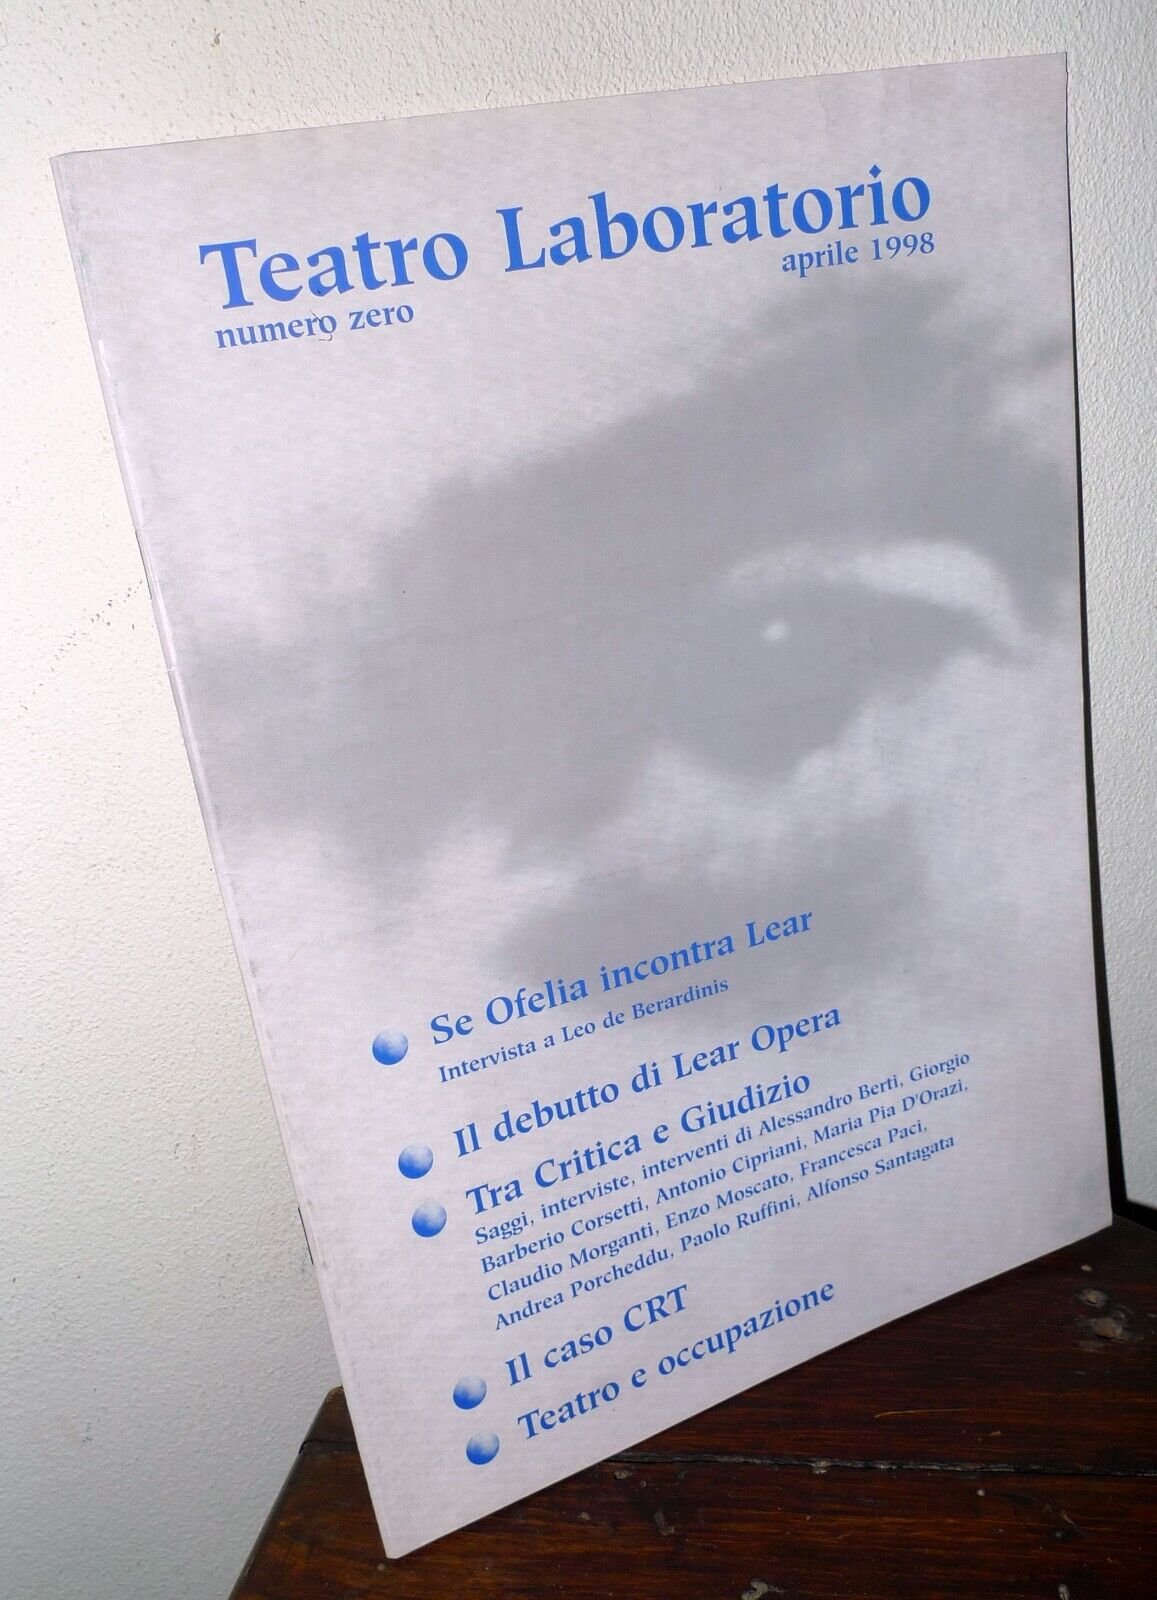 Teatro Laboratorio
numero zero
aprile 1998
Se Ofelia incontra Lear
Intervista a Leo de Berardinis
Il debutto di Lear Opera
Tra Critica e Giudizio
Saggi, interviste, interventi di Alessandro Berti, Giorgio
Barberio Corsetti, Antonio Cipriani, Maria Pia D'Orazi,
Claudio Morganti, Enzo Moscato, Francesca Paci,
Andrea Porcheddu, Paolo Ruffini, Alfonso Santagata
Il caso CRT
Teatro e occupazione